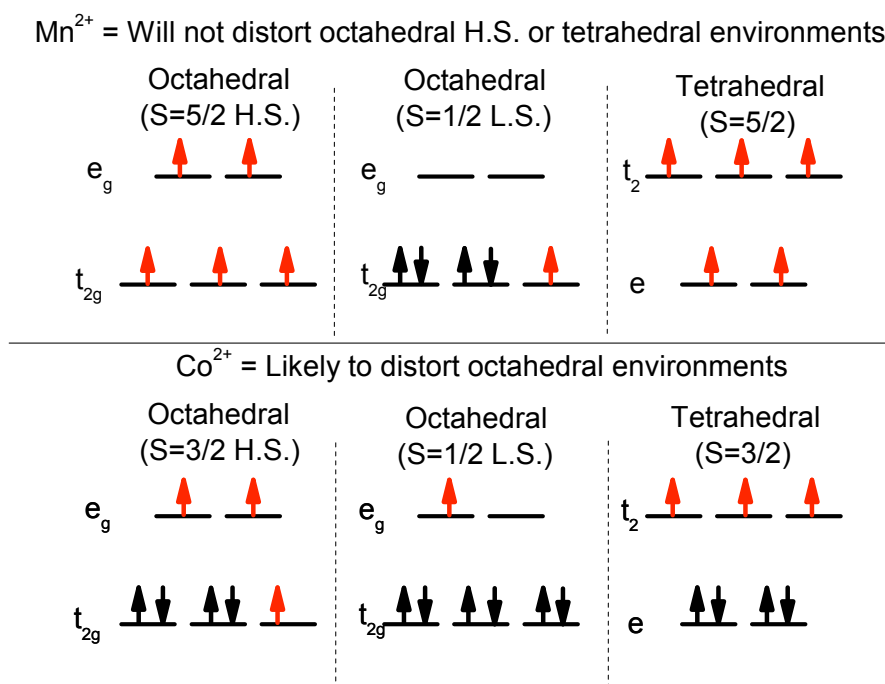 Mn2+ = Will not distort octahedral H.S. or tetrahedral environments
Octahedral
(S=5/2 H.S.)
Octahedral
(S=1/2 L.S.)
Tetrahedral
(S=5/2)
eg
eg
t2
t2g
t2g
e
Co2+ = Likely to distort octahedral environments
Octahedral
(S=3/2 H.S.)
Octahedral
(S=1/2 L.S.)
Tetrahedral
(S=3/2)
eg
eg
t2
t2g
t2g
e